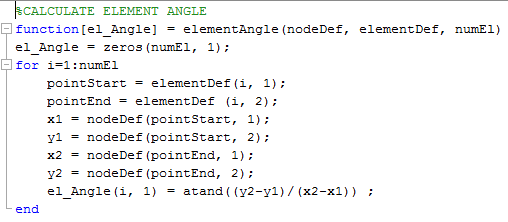 %CALCULATE ELEMENT ANGLE
function[el_Angle] = elementAngle(nodeDef, elementDef, numEl)
el_Angle = zeros(numEl, 1);
for i=1:numEl
    pointStart = elementDef(i, 1);
    pointEnd = elementDef (i, 2);
    x1 = nodeDef(pointStart, 1);
    y1 = nodeDef(pointStart, 2);
    x2 = nodeDef(pointEnd, 1);
    y2 = nodeDef(pointEnd, 2);
    el_Angle(i, 1) = atand((y2-y1)/(x2-x1)) ;
end